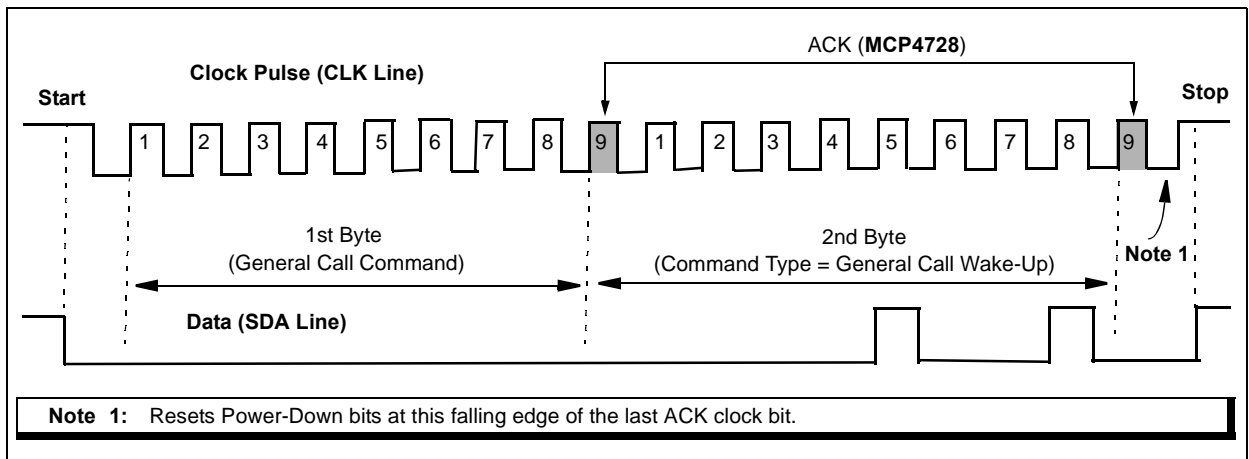 ACK (MCP4728)
Clock Pulse (CLK Line)
Start
Stop
1 2 3 4 5 6 7 8 9 1 2 3 4 5 6 7 8 9
1st Byte
(General Call Command)
2nd Byte
(Command Type = General Call Wake-Up)
Note 1
Data (SDA Line)
Note 1: Resets Power-Down bits at this falling edge of the last ACK clock bit.